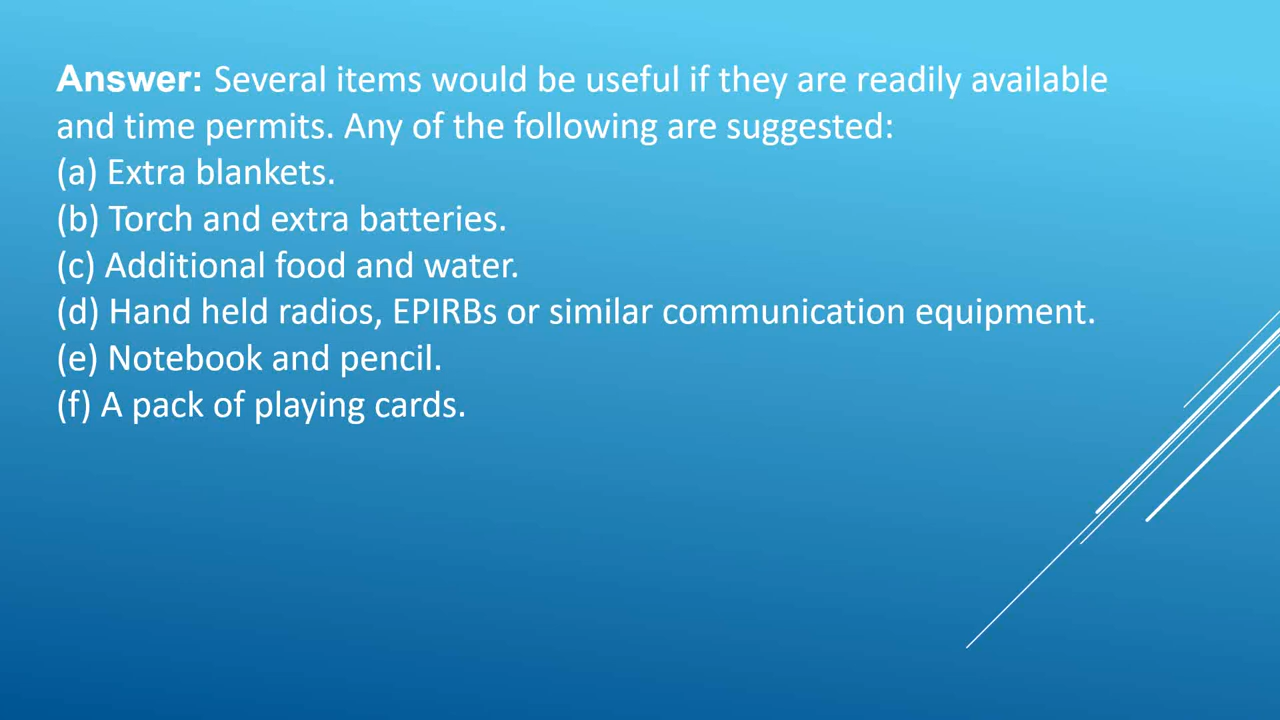 Answer: Several items would be useful if they are readily available
and time permits. Any of the following are suggested:
(a) Extra blankets.
(b) Torch and extra batteries.
(c) Additional food and water.
(d) Hand held radios, EPIRBs or similar communication equipment.
(e) Notebook and pencil.
(f) A pack of playing cards.